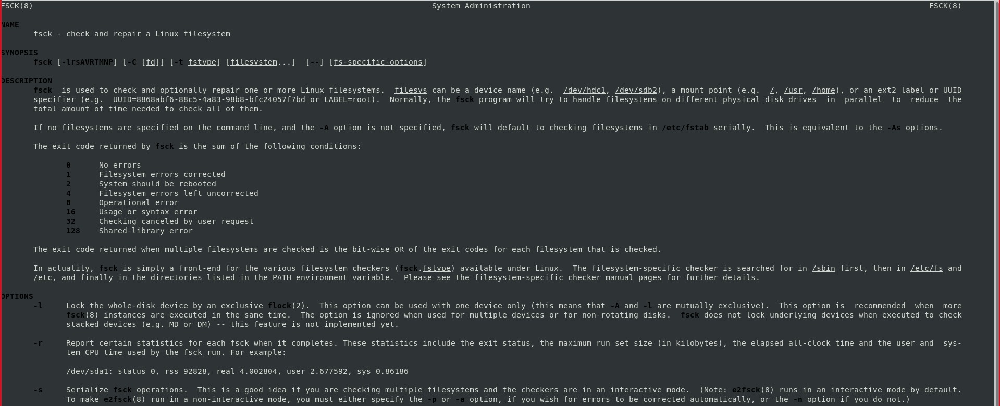 FSCK(8) System Administration FSCK(8)
NAME
fsck - check and repair a Linux filesystem
SYNOPSIS
fsck [-lrsAVRTMNP] [-C [fd]] [-t fstype] [filesystem...]  [--] [fs-specific-options]
DESCRIPTION
fsck  is used to check and optionally repair one or more Linux filesystems.  filesys can be a device name (e.g.  /dev/hdc1, /dev/sdb2), a mount point (e.g.  /, /usr, /home), or an ext2 label or UUID
specifier (e.g.  UUID=8868abf6-88c5-4a83-98b8-bfc24057f7bd or LABEL=root).  Normally, the fsck program will try to handle filesystems on different physical disk drives  in  parallel  to  reduce  the
total amount of time needed to check all of them.
If no filesystems are specified on the command line, and the -A option is not specified, fsck will default to checking filesystems in /etc/fstab serially.  This is equivalent to the -As options.
The exit code returned by fsck is the sum of the following conditions:
0      No errors
1      Filesystem errors corrected
2      System should be rebooted
4      Filesystem errors left uncorrected
8      Operational error
16     Usage or syntax error
32     Checking canceled by user request
128    Shared-library error
The exit code returned when multiple filesystems are checked is the bit-wise OR of the exit codes for each filesystem that is checked.
In actuality, fsck is simply a front-end for the various filesystem checkers (fsck.fstype) available under Linux.  The filesystem-specific checker is searched for in /sbin first, then in /etc/fs and
/etc, and finally in the directories listed in the PATH environment variable.  Please see the filesystem-specific checker manual pages for further details.
OPTIONS
-l     Lock the whole-disk device by an exclusive flock(2).  This option can be used with one device only (this means that -A and -l are mutually exclusive).  This option is  recommended  when  more
fsck(8) instances are executed in the same time.  The option is ignored when used for multiple devices or for non-rotating disks.  fsck does not lock underlying devices when executed to check
stacked devices (e.g. MD or DM) -- this feature is not implemented yet.
-r     Report certain statistics for each fsck when it completes. These statistics include the exit status, the maximum run set size (in kilobytes), the elapsed all-clock time and the user and  sys-
tem CPU time used by the fsck run. For example:
/dev/sda1: status 0, rss 92828, real 4.002804, user 2.677592, sys 0.86186
-s     Serialize fsck operations.  This is a good idea if you are checking multiple filesystems and the checkers are in an interactive mode.  (Note: e2fsck(8) runs in an interactive mode by default.
To make e2fsck(8) run in a non-interactive mode, you must either specify the -p or -a option, if you wish for errors to be corrected automatically, or the -n option if you do not.)